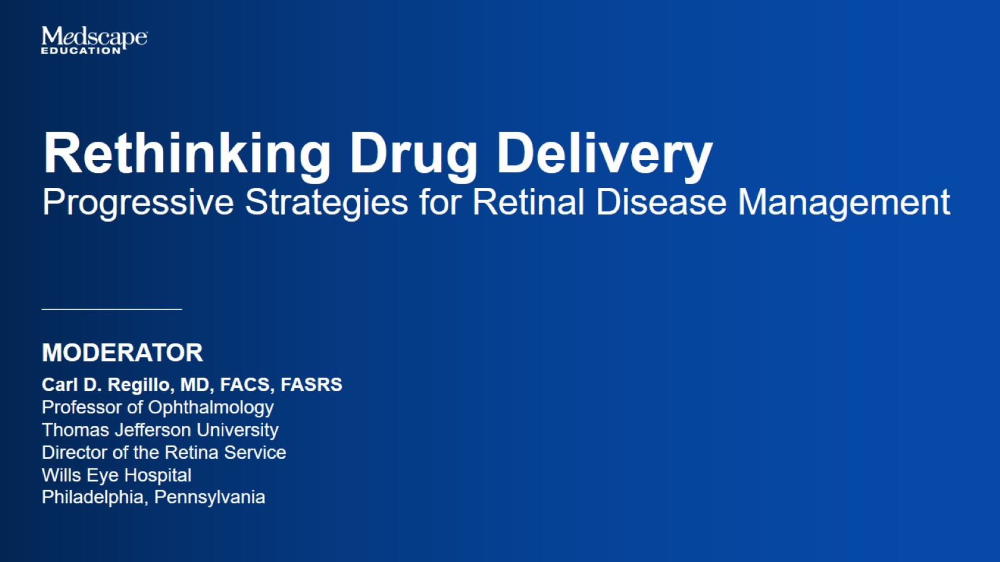 Medscape
EDUCATION
Rethinking Drug Delivery
Progressive Strategies for Retinal Disease Management
MODERATOR
Carl D. Regillo, MD, FACS, FASRS
Professor of Ophthalmology
Thomas Jefferson University
Director of the Retina Service
Wills Eye Hospital
Philadelphia, Pennsylvania